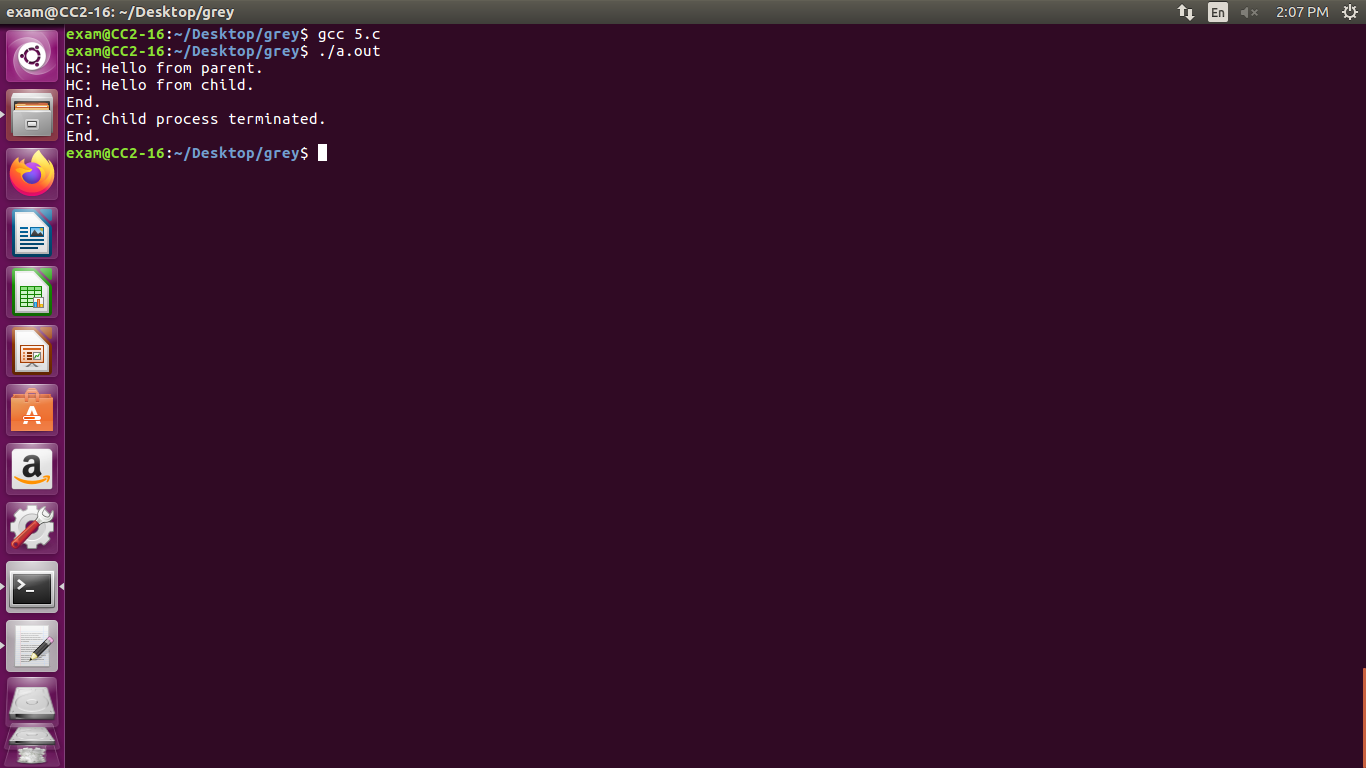 exam@CC2-16: ~/Desktop/grey
En
2:07 PM
exam@CC2-16:~/Desktop/grey$ gcc 5.c
exam@CC2-16:~/Desktop/grey$ ./a.out
HC: Hello from parent.
HC: Hello from child.
End.
CT: Child process terminated.
End.
exam@CC2-16:~/Desktop/grey$